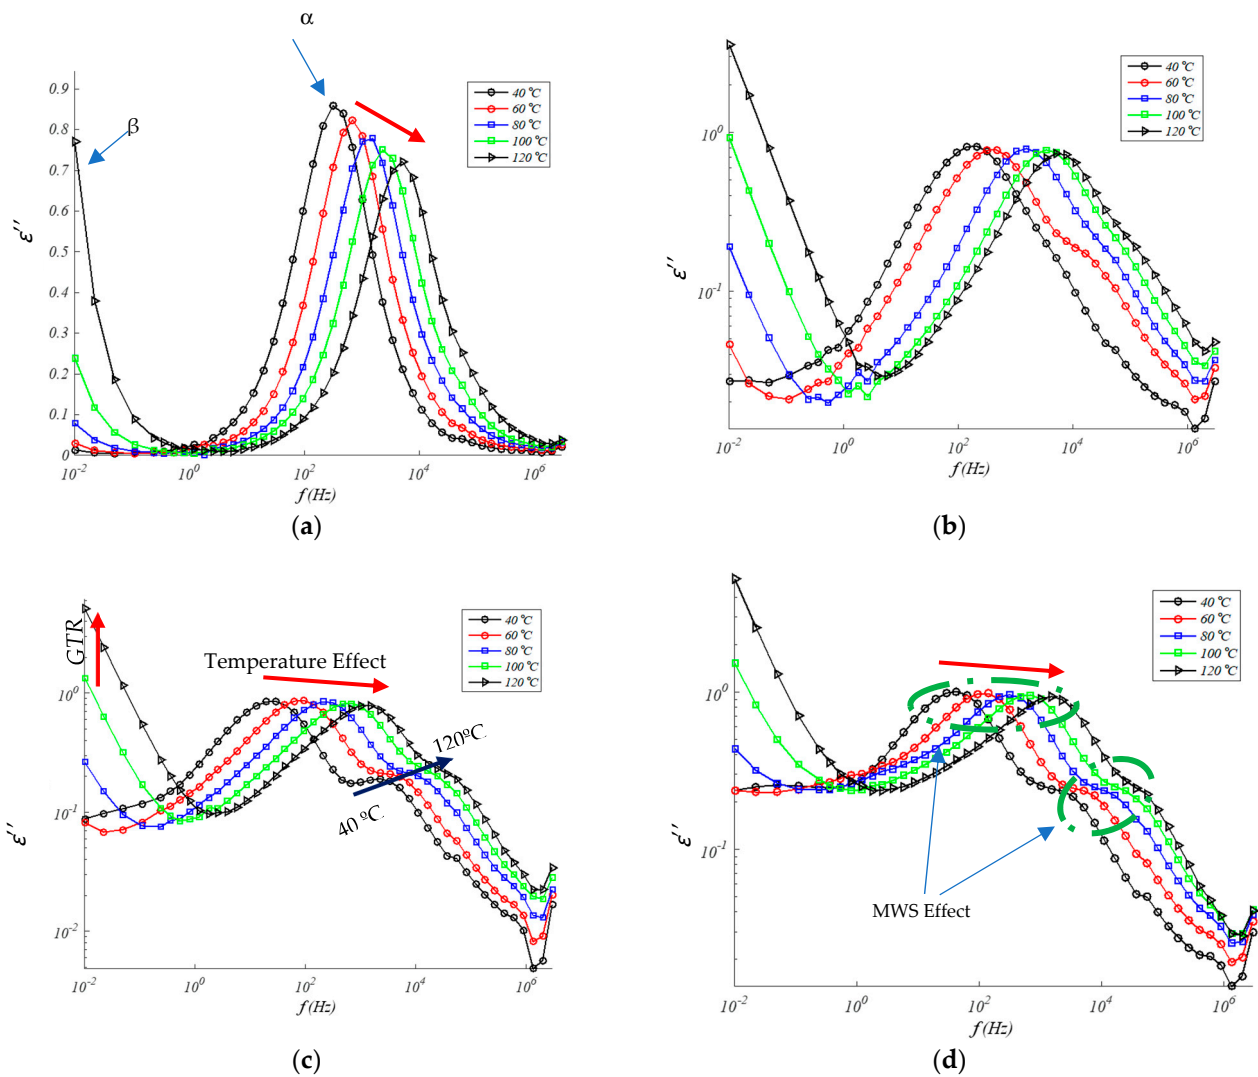 α
β
0.9
0.8
0.7
0.6
0.5
0.4
0.3
0.2
0.1
0
ε′′
10⁻² 10⁰ 10² 10⁴ 10⁶
f(Hz)
40°C
60°C
80°C
100°C
120°C
(a)
10⁰
10⁻¹
ε′′
10⁻² 10⁰ 10² 10⁴ 10⁶
f(Hz)
40°C
60°C
80°C
100°C
120°C
(b)
GTR
Temperature Effect
120ºC
40 ºC
10⁰
10⁻¹
10⁻²
ε′′
10⁻² 10⁰ 10² 10⁴ 10⁶
f(Hz)
40°C
60°C
80°C
100°C
120°C
(c)
10⁰
10⁻¹
ε′′
MWS Effect
10⁻² 10⁰ 10² 10⁴ 10⁶
f(Hz)
40°C
60°C
80°C
100°C
120°C
(d)